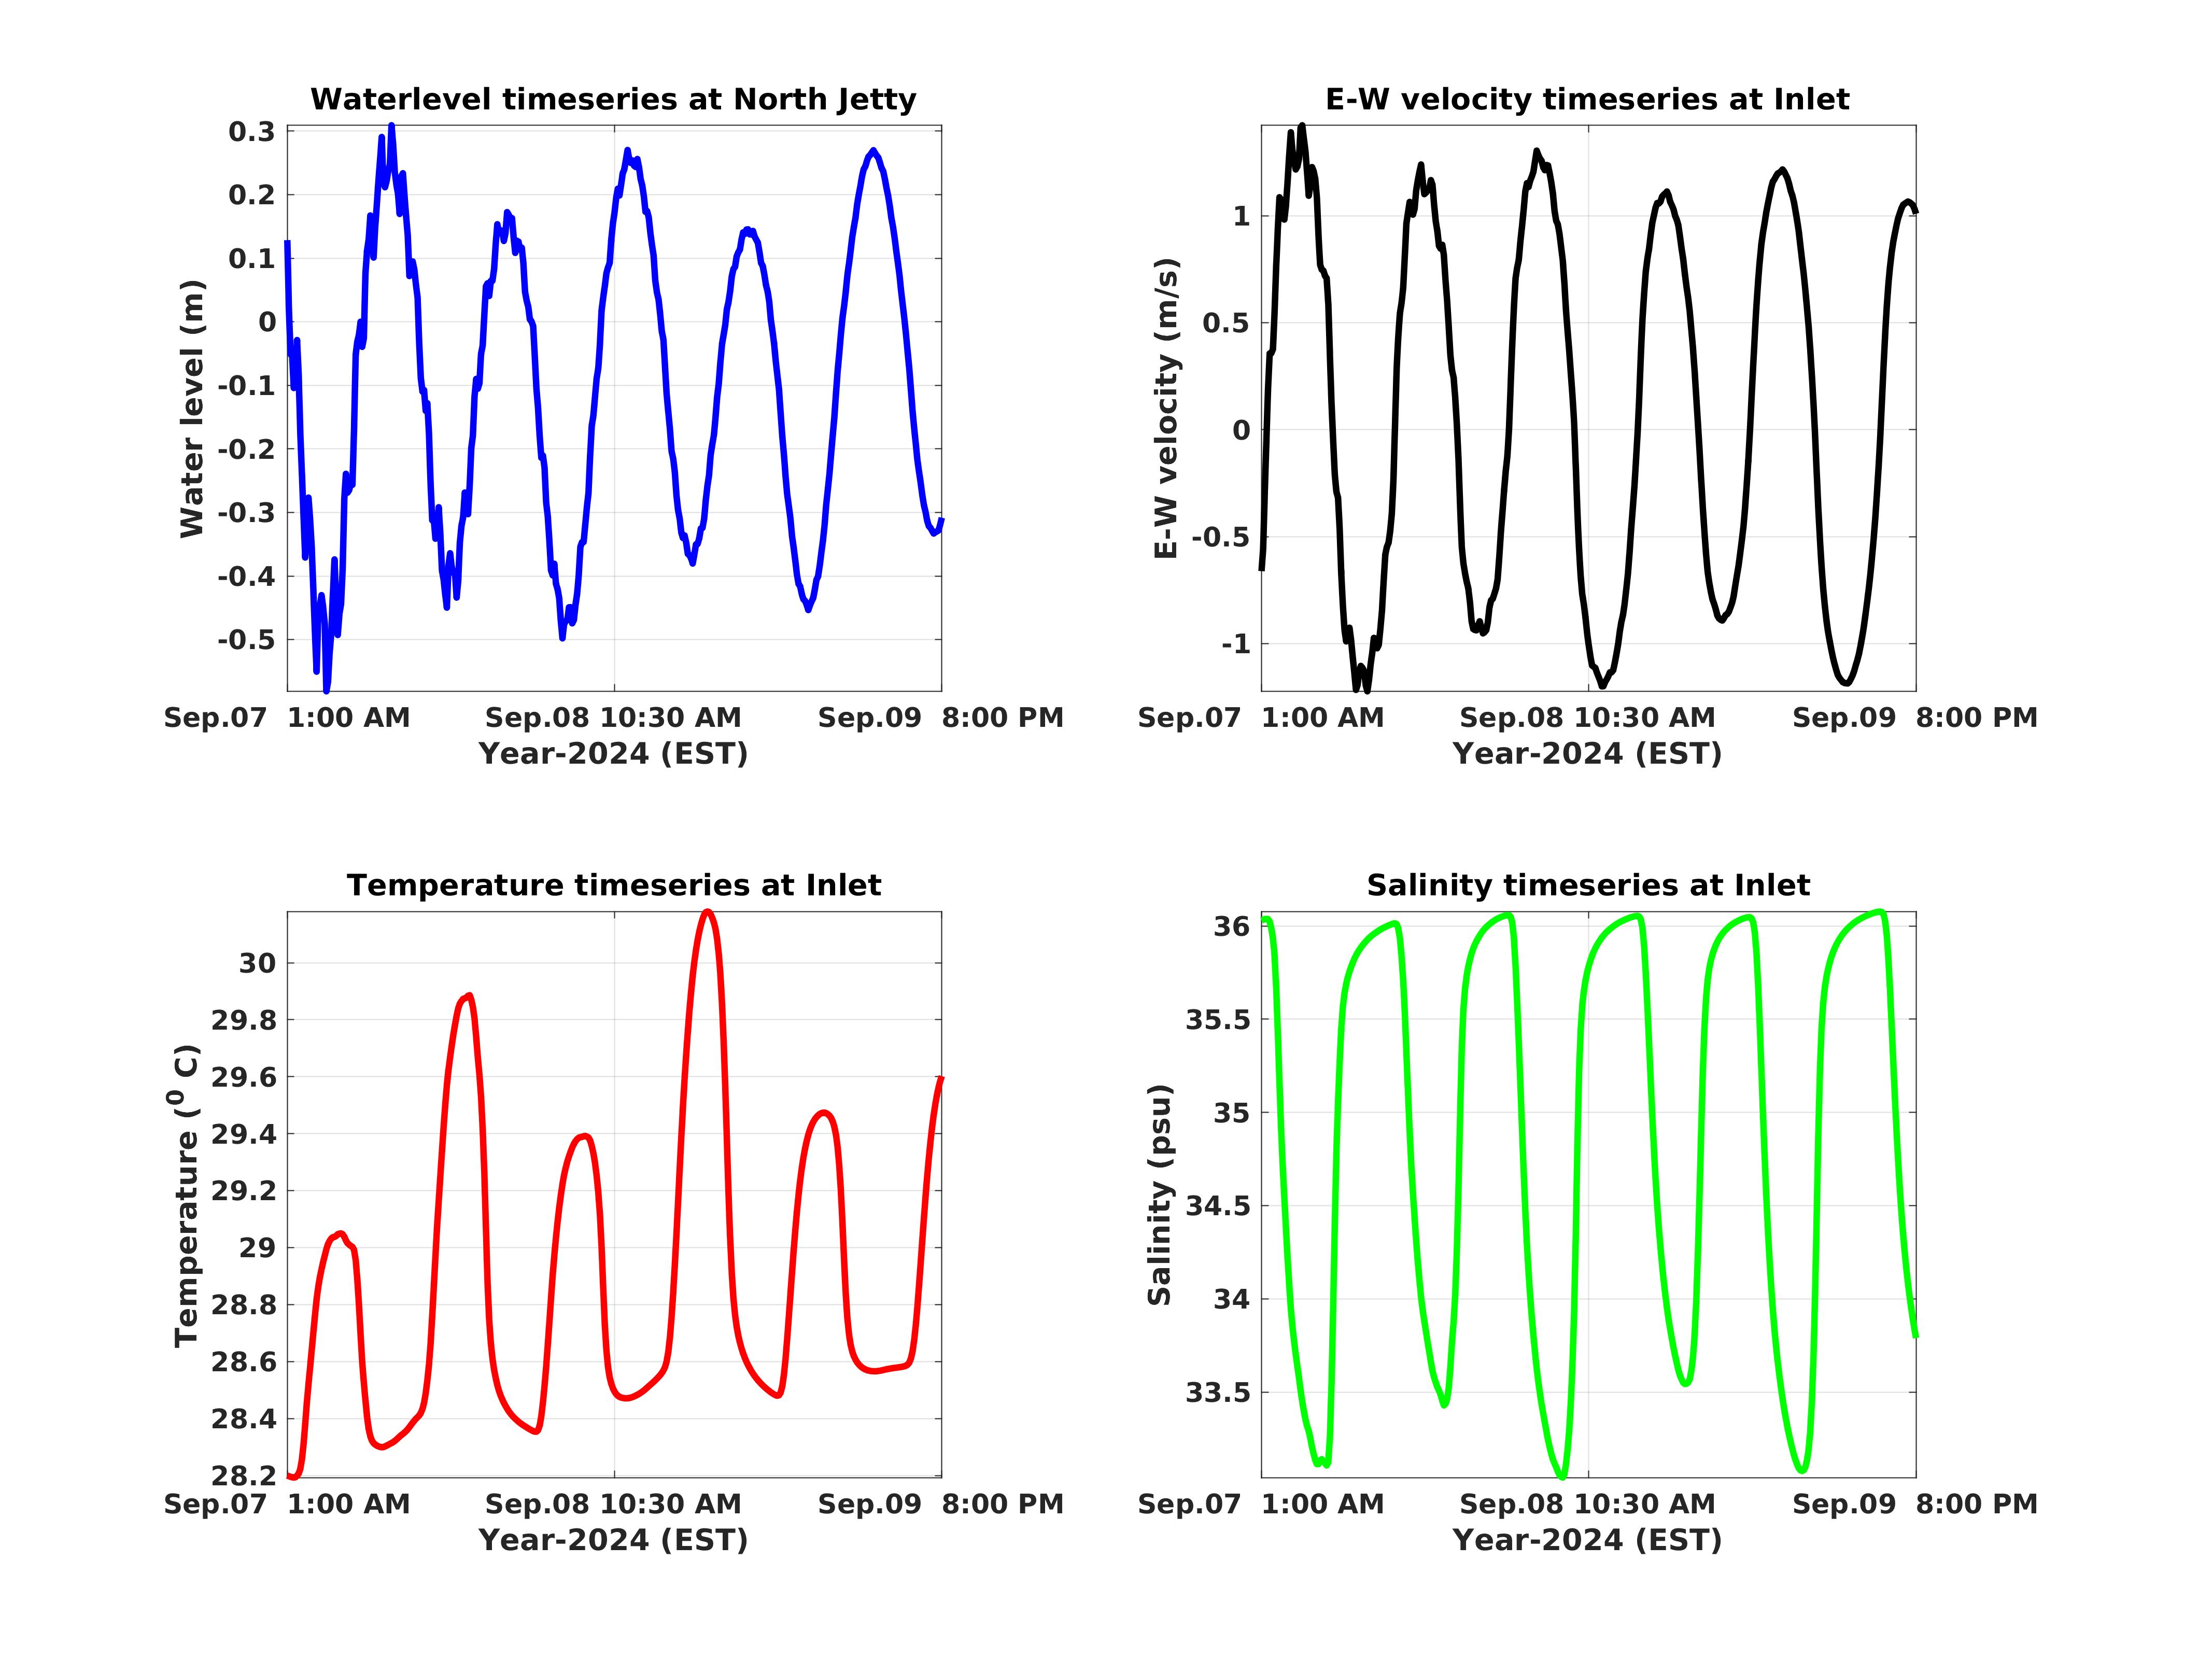 Waterlevel timeseries at North Jetty
0.3
0.2
0.1
0
-0.1
-0.2
-0.3
-0.4
-0.5
Water level (m)
Sep.07 1:00 AM Sep.08 10:30 AM Sep.09 8:00 PM
Year-2024 (EST)
E-W velocity timeseries at Inlet
1
0.5
0
-0.5
-1
E-W velocity (m/s)
Sep.07 1:00 AM Sep.08 10:30 AM Sep.09 8:00 PM
Year-2024 (EST)
Temperature timeseries at Inlet
30
29.8
29.6
29.4
29.2
29
28.8
28.6
28.4
28.2
Temperature (⁰ C)
Sep.07 1:00 AM Sep.08 10:30 AM Sep.09 8:00 PM
Year-2024 (EST)
Salinity timeseries at Inlet
36
35.5
35
34.5
34
33.5
Salinity (psu)
Sep.07 1:00 AM Sep.08 10:30 AM Sep.09 8:00 PM
Year-2024 (EST)